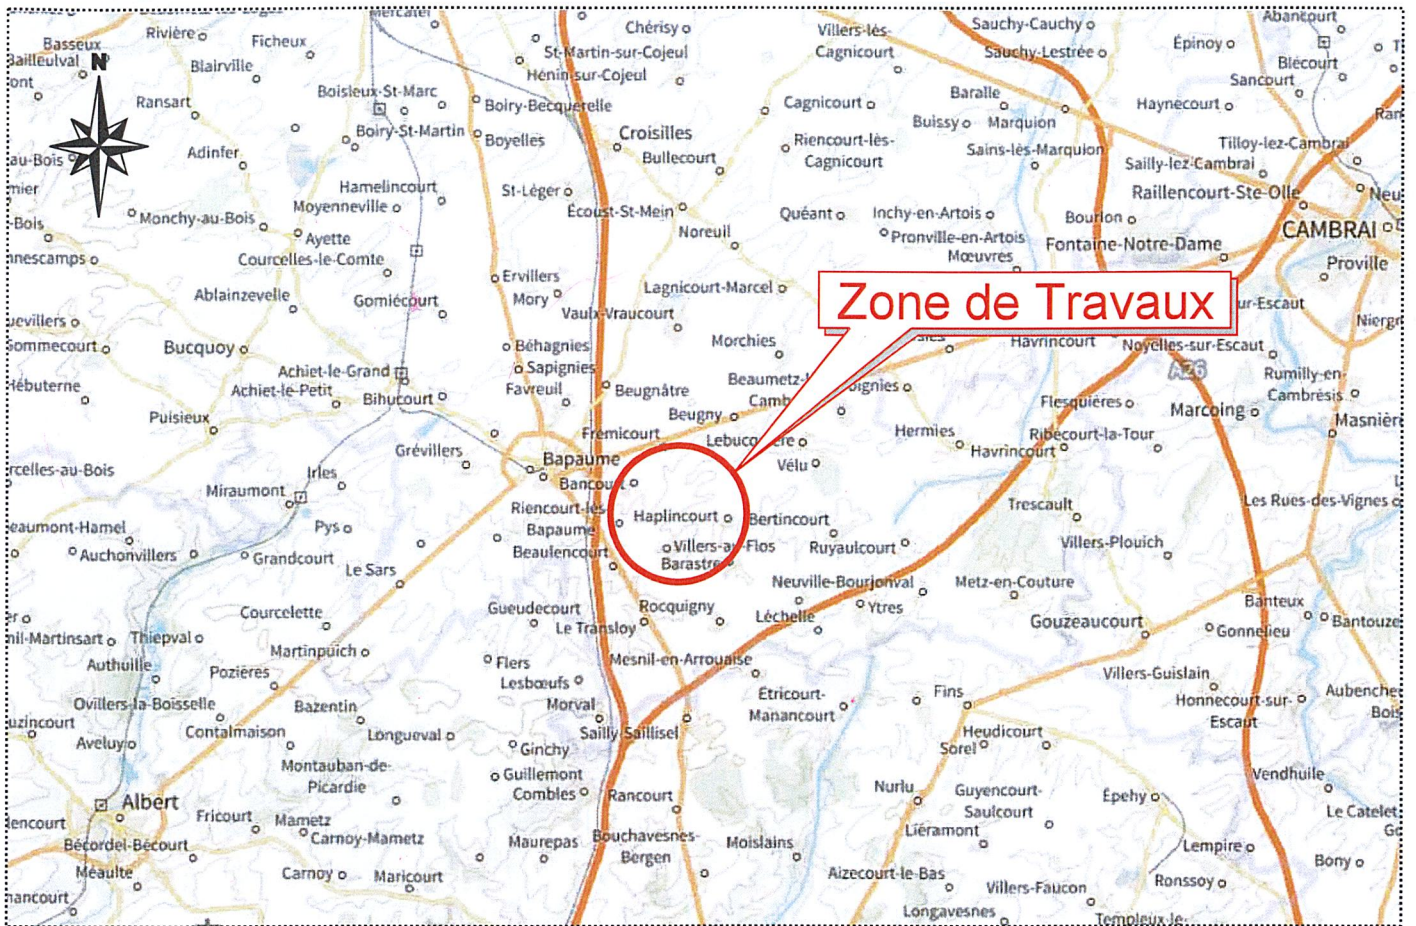 Mercatel
Rivière
Ficheux
Basseux
Bailleulval
Blairville
Ransart
Boisleux-St-Marc
Boiry-St-Martin
Adinfer
au-Bois
mier
Hamelincourt
Moyenneville
Monchy-au-Bois
-Bois
Ayette
Courcelles-le-Comte
Ablainzevelle
Gomiécourt
Bucquoy
Achiet-le-Grand
Achiet-le-Petit
Bihucourt
Hébuterne
Puisieux
Grévillers
Irles
Miraumont
Pys
Auchonvillers
Grandcourt
Le Sars
Courcelette
Thiepval
Authuille
Martinpuich
Pozières
Ovillers-la-Boisselle
Bazentin
Contalmaison
Aveluy
Longueval
Montauban-de-
Picardie
Albert
Fricourt
Mametz
Carnoy-Mametz
Bécordel-Bécourt
Méaulte
Carnoy
Maricourt
N
Chérisy
St-Martin-sur-Cojeul
Hénin-sur-Cojeul
Boiry-Becquerelle
Boyelles
Croisilles
Bullecourt
St-Léger
Écoust-St-Mein
Noreuil
Ervillers
Mory
Lagnicourt-Marcel
Vaulx-Vraucourt
Béhagnies
Sapignies
Favreuil
Beugnâtre
Morchies
Beugny
Frémicourt
Bapaume
Bancourt
Riencourt-lès-
Bapaume
Haplincourt
Villers-au-Flos
Beaulencourt
Barastre
Bertincourt
Vélu
Ruyaulcourt
Neuville-Bourjonval
Rocquigny
Léchelle
Ytres
Gueudecourt
Le Transloy
Flers
Lesbœufs
Mesnil-en-Arrouaise
Morval
Sailly-Saillisel
Étricourt-
Manancourt
Ginchy
Guillemont
Combles
Rancourt
Maurepas
Bouchavesnes-
Bergen
Moislains
Villers-lès-
Cagnicourt
Cagnicourt
Riencourt-lès-
Cagnicourt
Quéant
Inchy-en-Artois
Pronville-en-Artois
Mœuvres
Sauchy-Cauchy
Sauchy-Lestrée
Baralle
Buissy
Marquion
Sains-lès-Marquion
Épinoy
Abancourt
Blécourt
Sancourt
Haynecourt
Tilloy-lez-Cambrai
Sailly-lez-Cambrai
Raillencourt-Ste-Olle
Bourlon
CAMBRAI
Fontaine-Notre-Dame
Proville
Zone de Travaux
ur-Escaut
Havrincourt
Noyelles-sur-Escaut
A26
Rumilly-en-
Cambrésis
Flesquières
Marcoing
Hermies
Ribécourt-la-Tour
Havrincourt
Trescault
Les Rues-des-Vignes
Villers-Plouich
Metz-en-Couture
Gouzeaucourt
Banteux
Gonnelieu
Villers-Guislain
Honnecourt-sur-
Escaut
Fins
Heudicourt
Sorel
Nurlu
Guyencourt-
Saulcourt
Liéramont
Épehy
Vendhuile
Le Catelet
Lempire
Bony
Aizecourt-le-Bas
Villers-Faucon
Ronssoy
Longavesnes
Templeux-le-